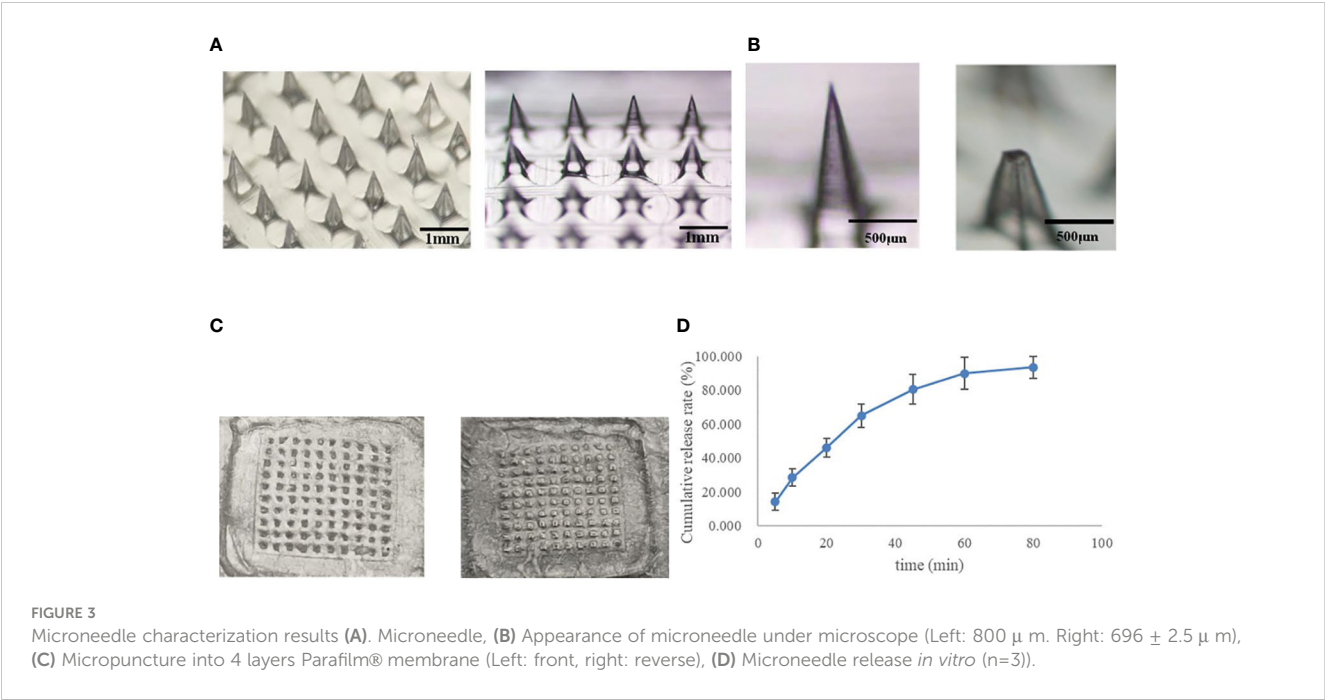 A
B
1mm
1mm
500μm
500μm
C
D
Cumulative release rate (%)
100.000
80.000
60.000
40.000
20.000
0.000
0 20 40 60 80 100
time (min)
FIGURE 3
Microneedle characterization results (A). Microneedle, (B) Appearance of microneedle under microscope (Left: 800 μ m. Right: 696 ± 2.5 μ m),
(C) Micropuncture into 4 layers Parafilm® membrane (Left: front, right: reverse), (D) Microneedle release in vitro (n=3)).